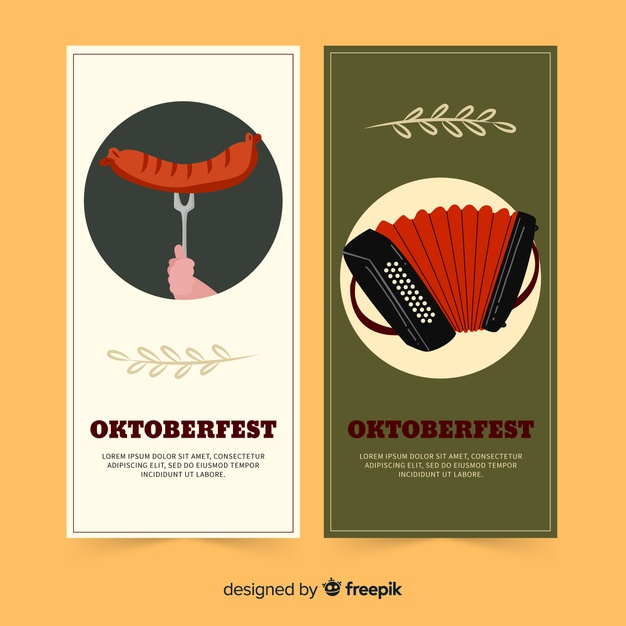 OKTOBERFEST
LOREM IPSUM DOLOR SIT AMET, CONSECTETUR
ADIPISCING ELIT, SED DO EIUSMOD TEMPOR
INCIDIDUNT UT LABORE.
OKTOBERFEST
LOREM IPSUM DOLOR SIT AMET, CONSECTETUR
ADIPISCING ELIT, SED DO EIUSMOD TEMPOR
INCIDIDUNT UT LABORE.
designed by freepik